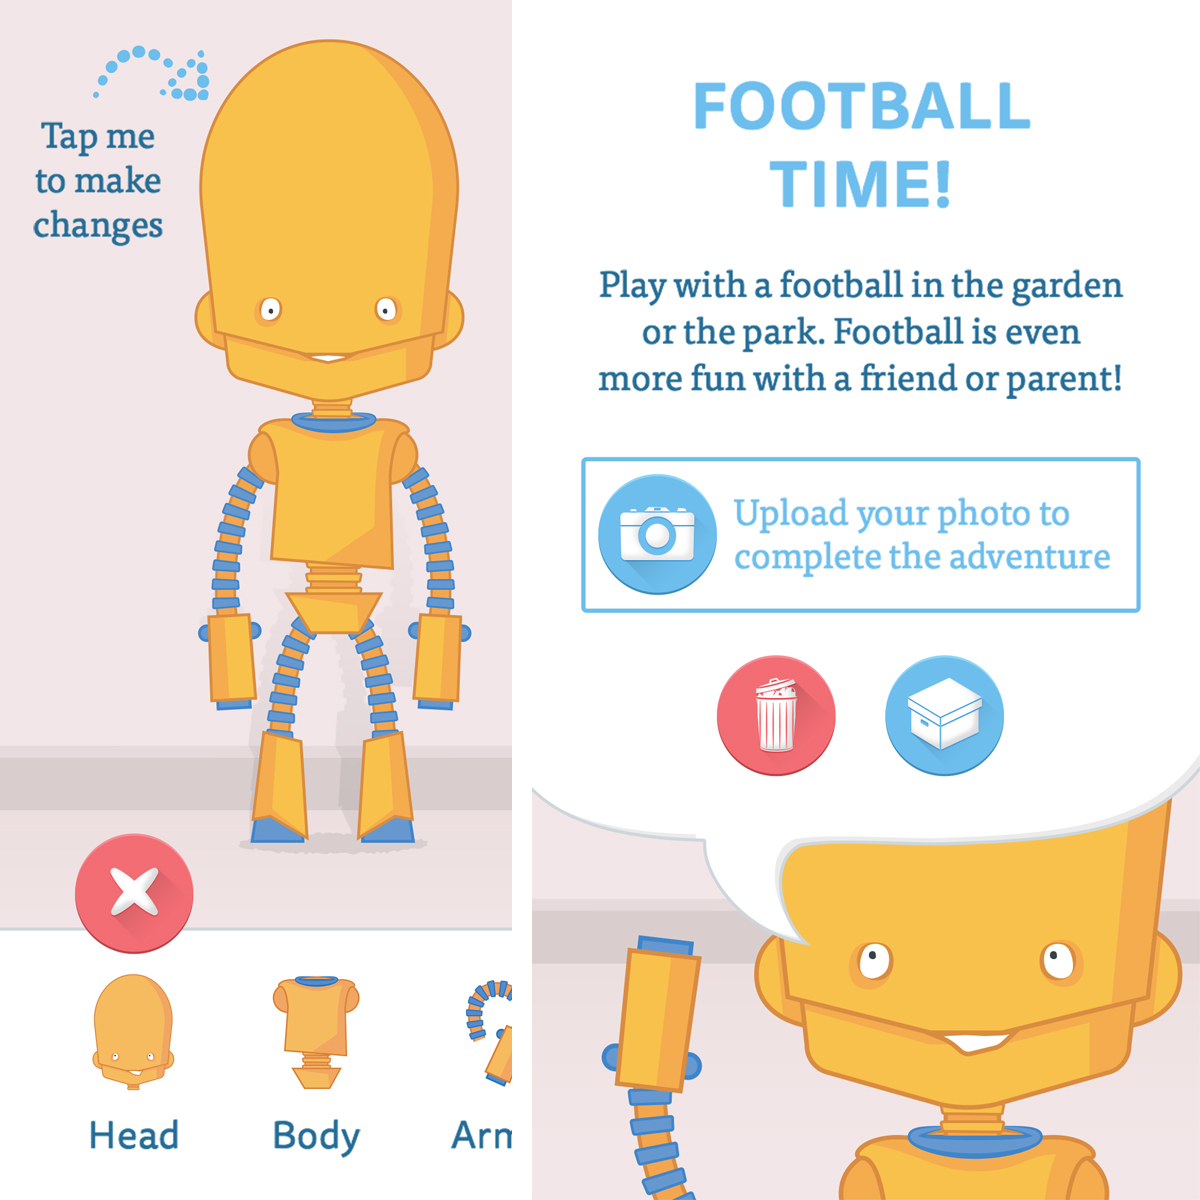 Tap me
to make
changes
Head
Body
Arm
FOOTBALL
TIME!
Play with a football in the garden
or the park. Football is even
more fun with a friend or parent!
Upload your photo to
complete the adventure